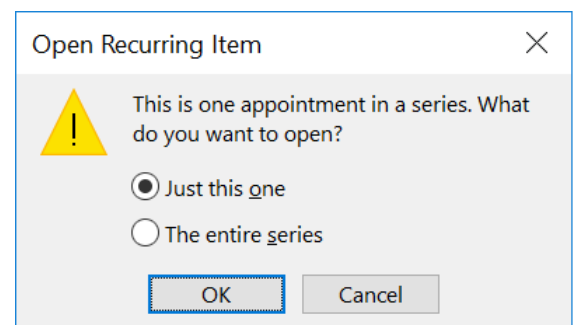 Open Recurring Item
This is one appointment in a series. What
do you want to open?
Just this one
The entire series
OK Cancel